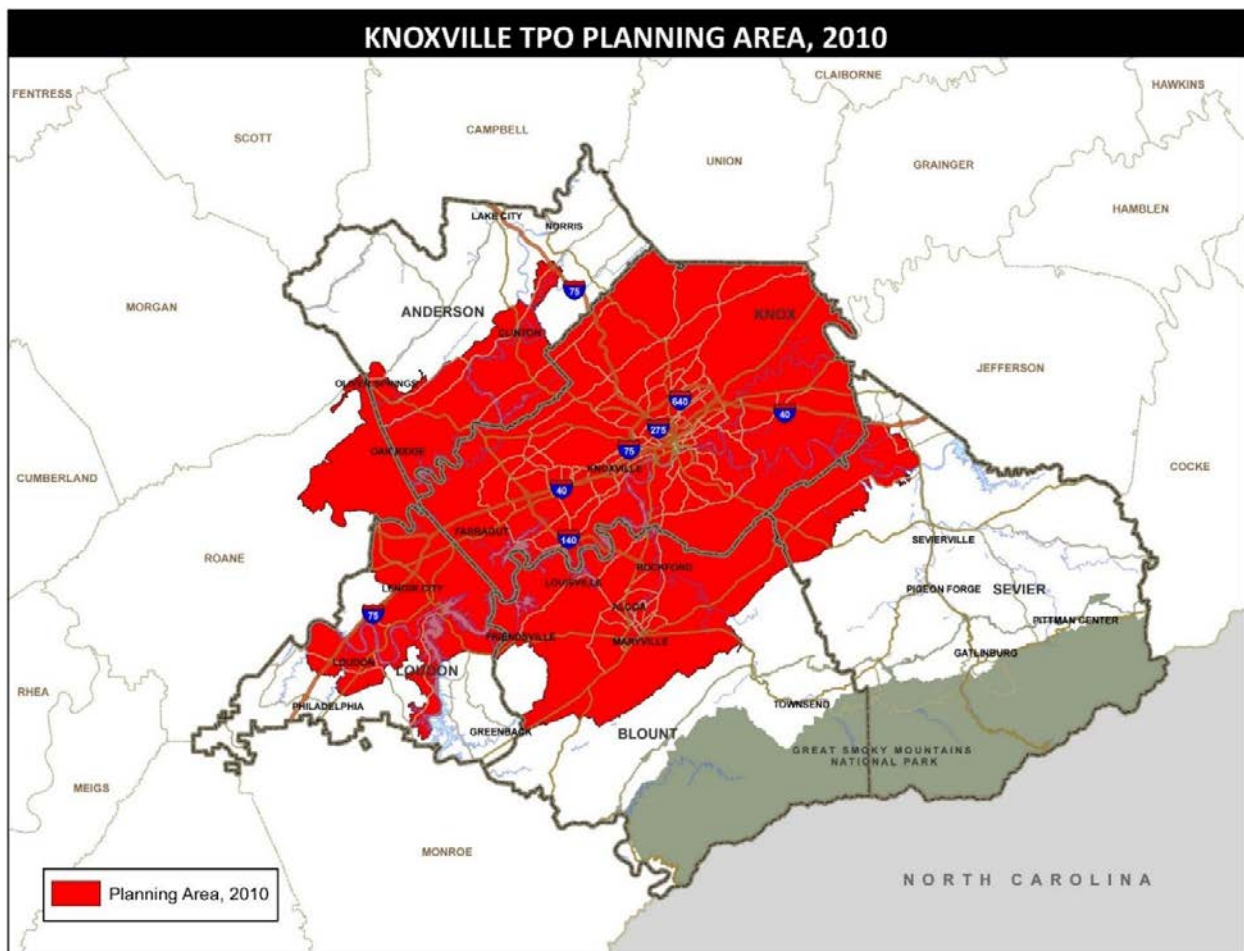 KNOXVILLE TPO PLANNING AREA, 2010
CLAIBORNE
HAWKINS
FENTRESS
SCOTT
CAMPBELL
UNION
GRAINGER
HAMBLEN
LAKE CITY
NORRIS
MORGAN
75
ANDERSON
KNOX
CLINTON
JEFFERSON
OLIVER SPRINGS
640
40
275
OAK RIDGE
75
KNOXVILLE
COCKE
CUMBERLAND
40
FARRAGUT
140
SEVIERVILLE
ROANE
ROCKFORD
LOUISVILLE
LENOIR CITY
PIGEON FORGE
SEVIER
75
ALCOA
PITTMAN CENTER
FRIENDSVILLE
MARYVILLE
GATLINBURG
LOUDON
LOUDON
RHEA
PHILADELPHIA
TOWNSEND
GREENBACK
BLOUNT
GREAT SMOKY MOUNTAINS
NATIONAL PARK
MEIGS
MONROE
NORTH CAROLINA
Planning Area, 2010